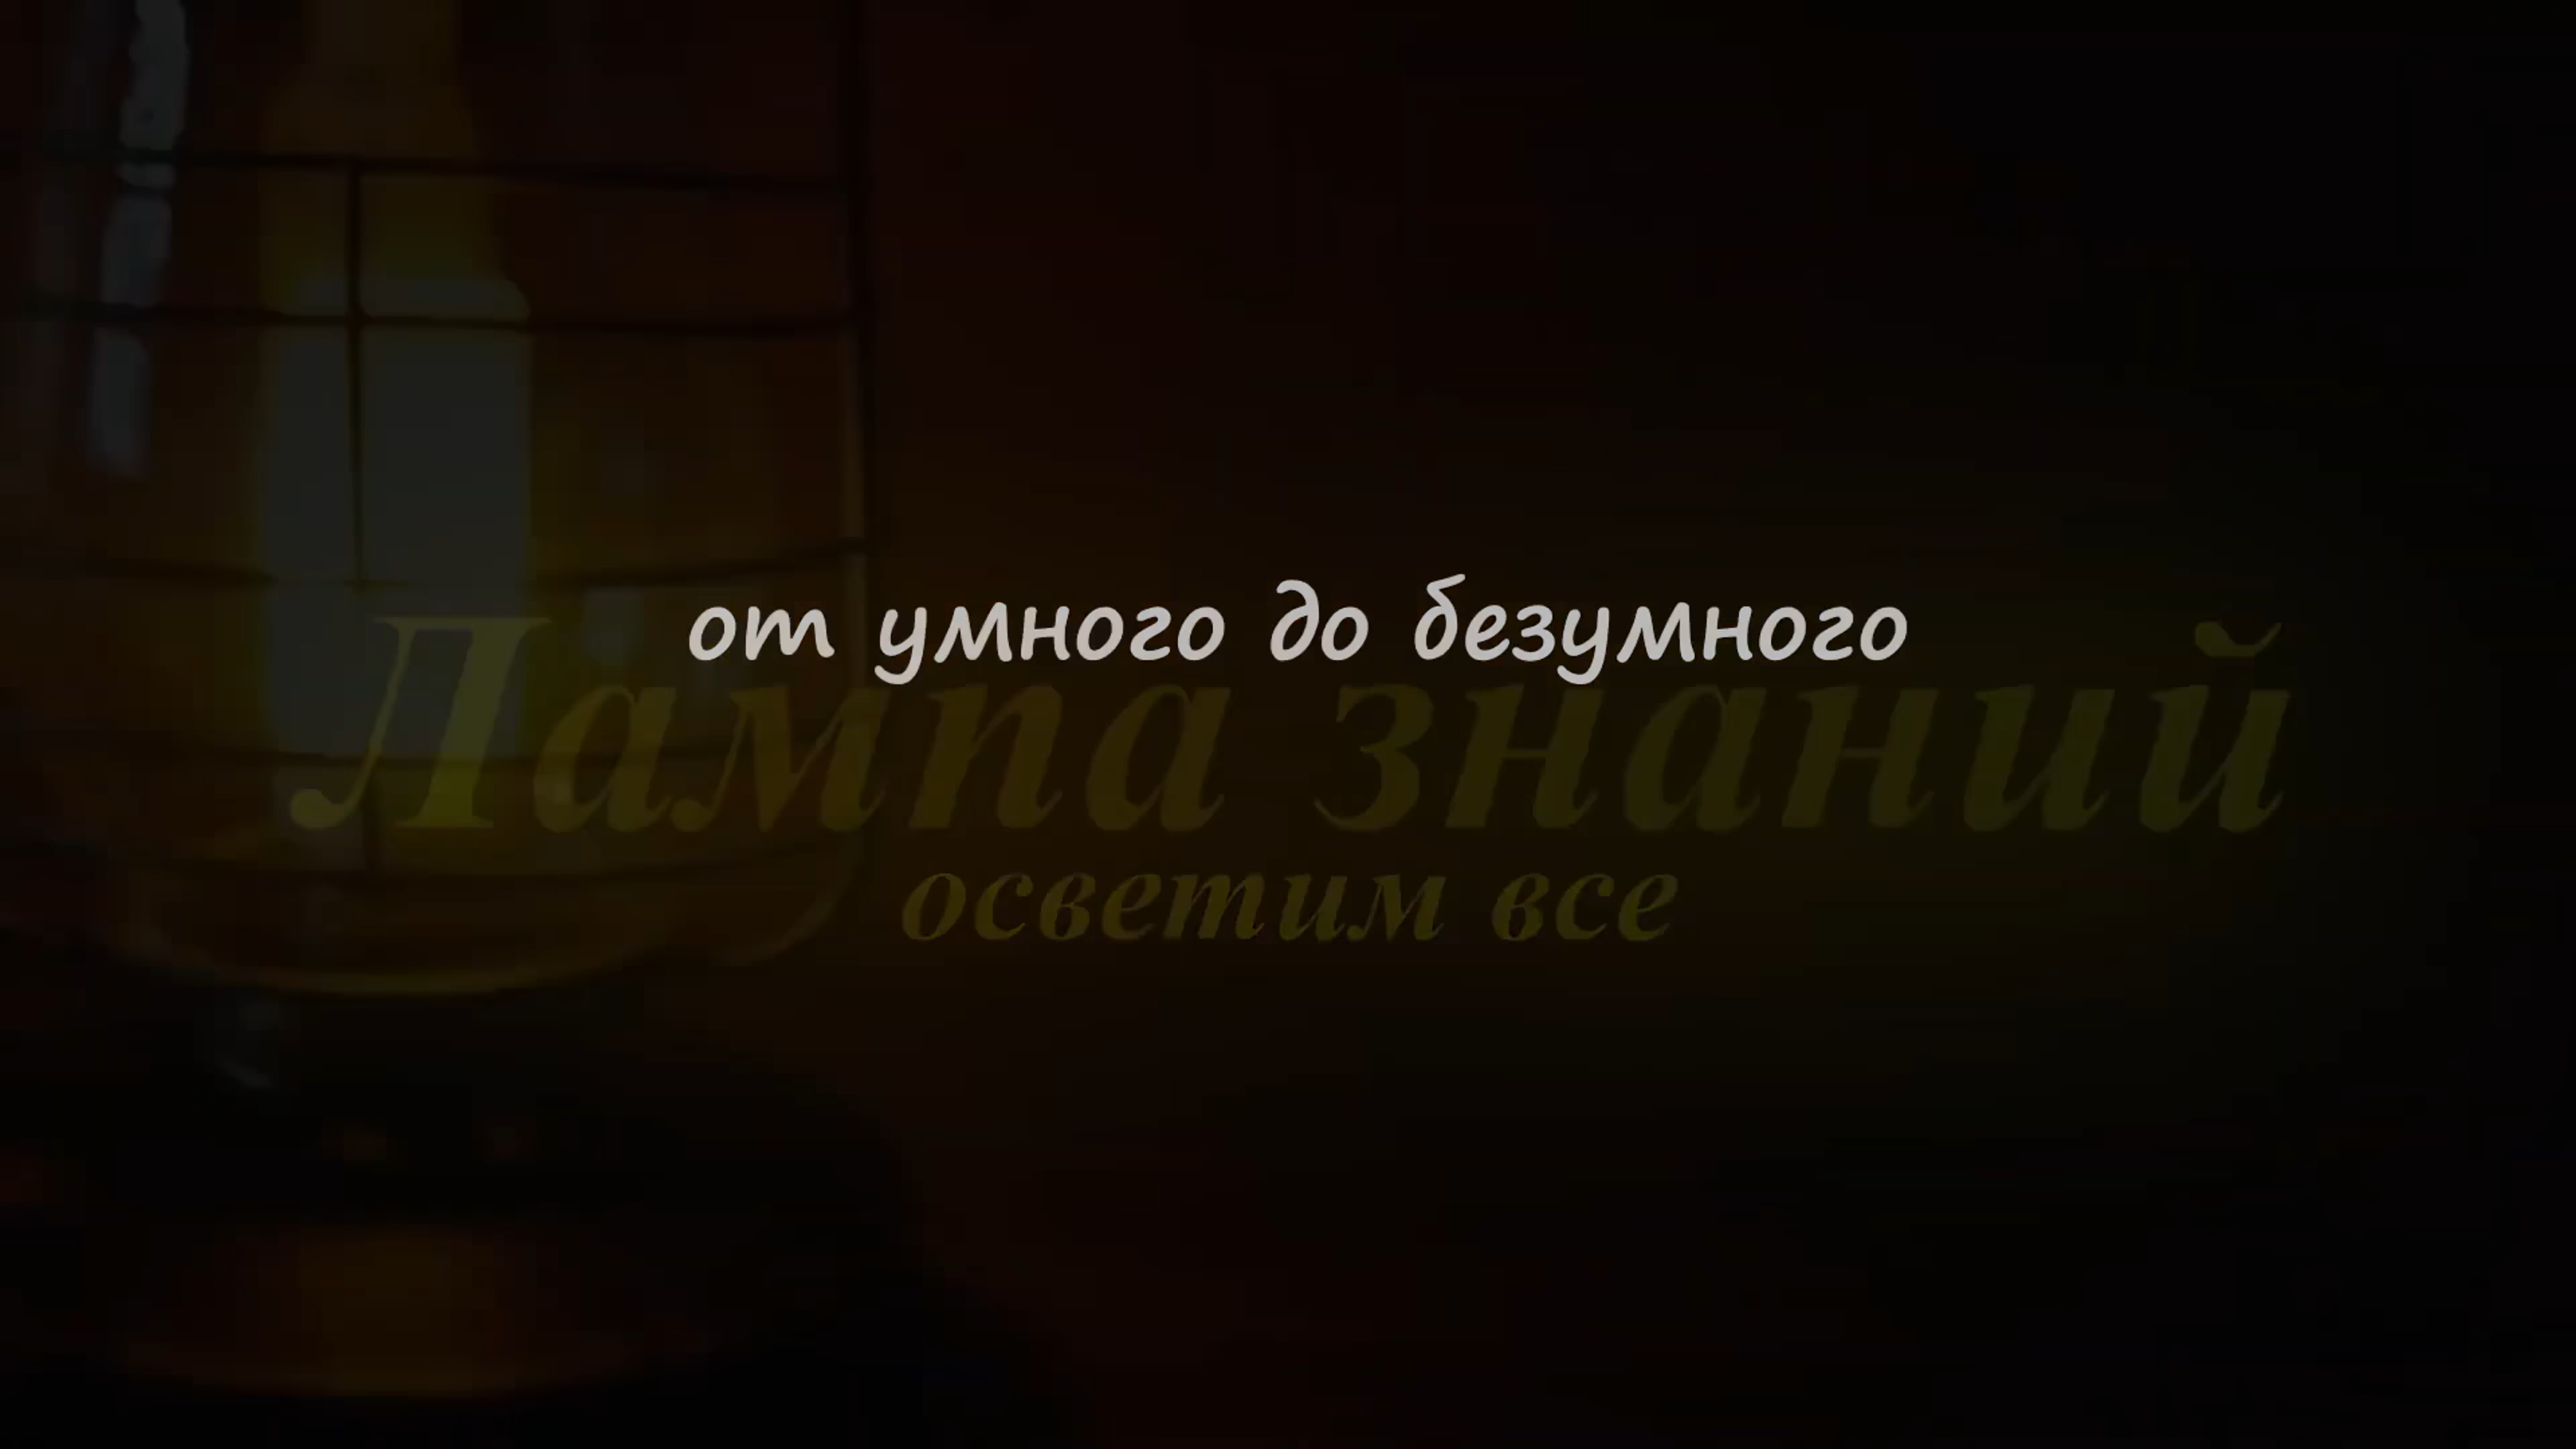 от умного до безумного
Лампа знаний
осветим все